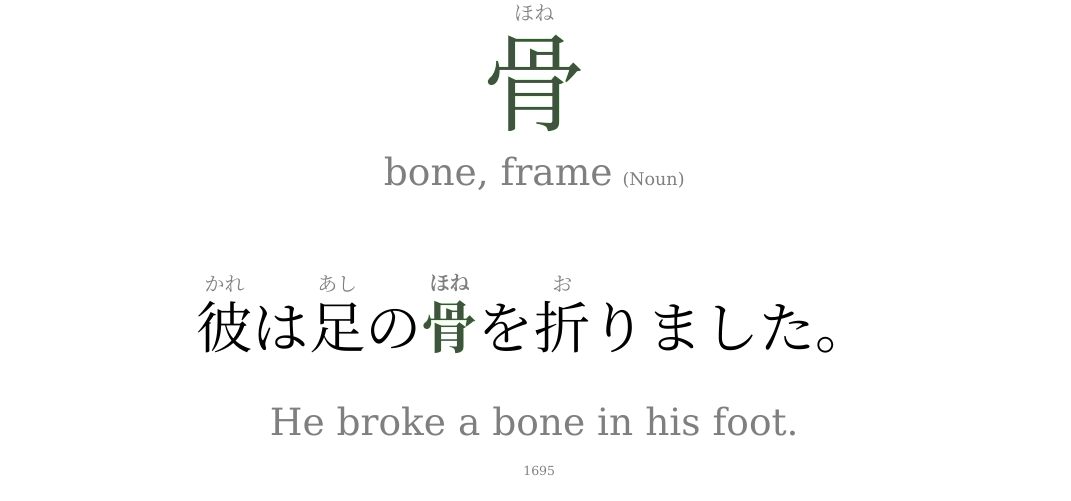 ほね
骨
bone, frame (Noun)
かれ あし ほね お
彼は足の骨を折りました。
He broke a bone in his foot.
1695